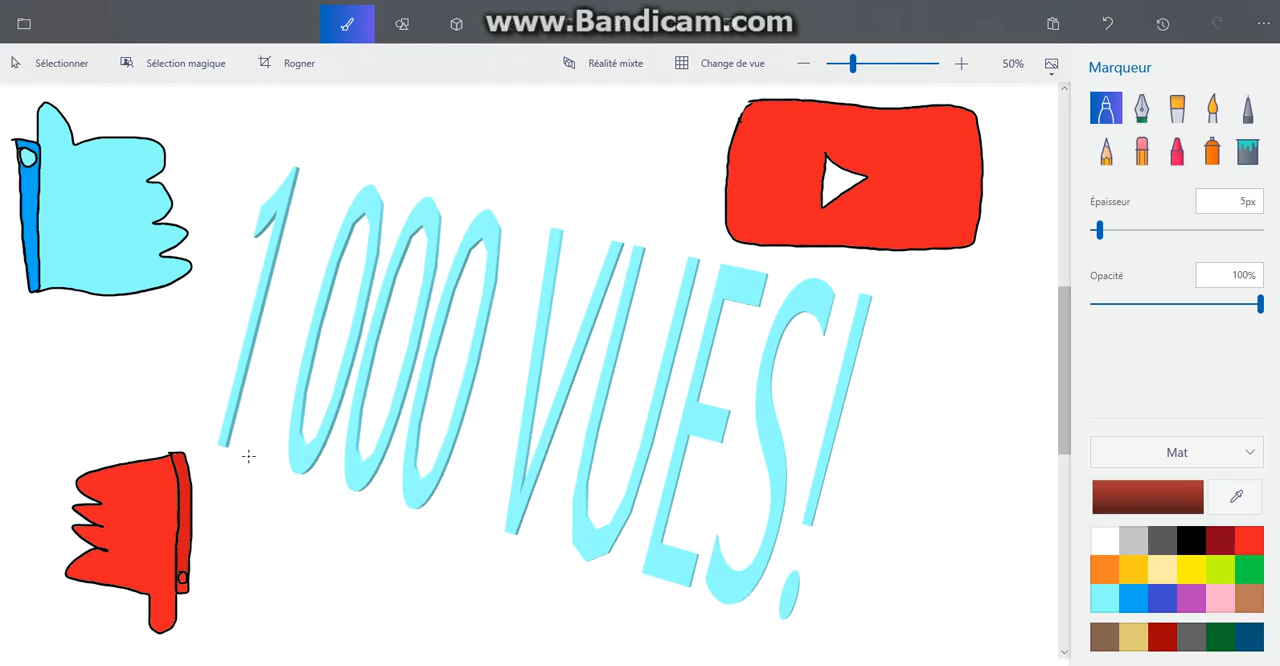 www.Bandicam.com
Sélectionner
Sélection magique
Rogner
Réalité mixte
Change de vue
50%
Marqueur
Épaisseur
5px
Opacité
100%
Mat
1 000 VUES!